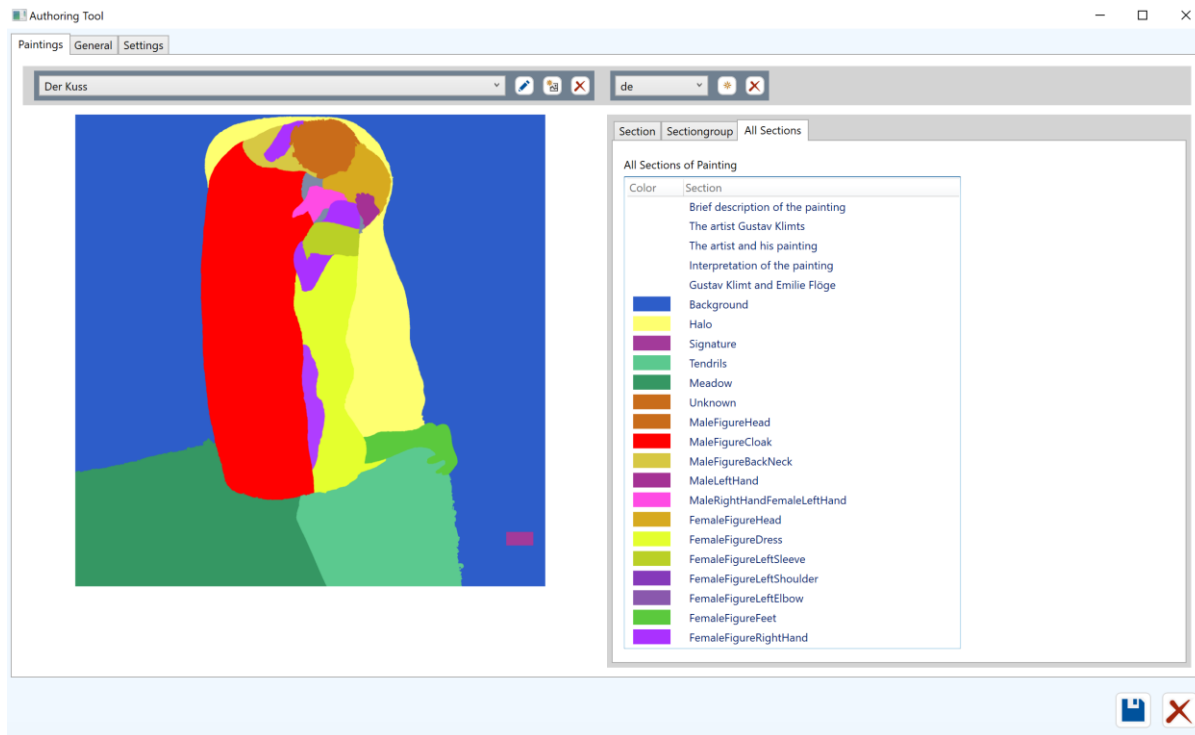 Authoring Tool
Paintings General Settings
Der Kuss de
Section Sectiongroup All Sections
All Sections of Painting
Color Section
Brief description of the painting
The artist Gustav Klimts
The artist and his painting
Interpretation of the painting
Gustav Klimt and Emilie Flöge
Background
Halo
Signature
Tendrils
Meadow
Unknown
MaleFigureHead
MaleFigureCloak
MaleFigureBackNeck
MaleLeftHand
MaleRightHandFemaleLeftHand
FemaleFigureHead
FemaleFigureDress
FemaleFigureLeftSleeve
FemaleFigureLeftShoulder
FemaleFigureLeftElbow
FemaleFigureFeet
FemaleFigureRightHand